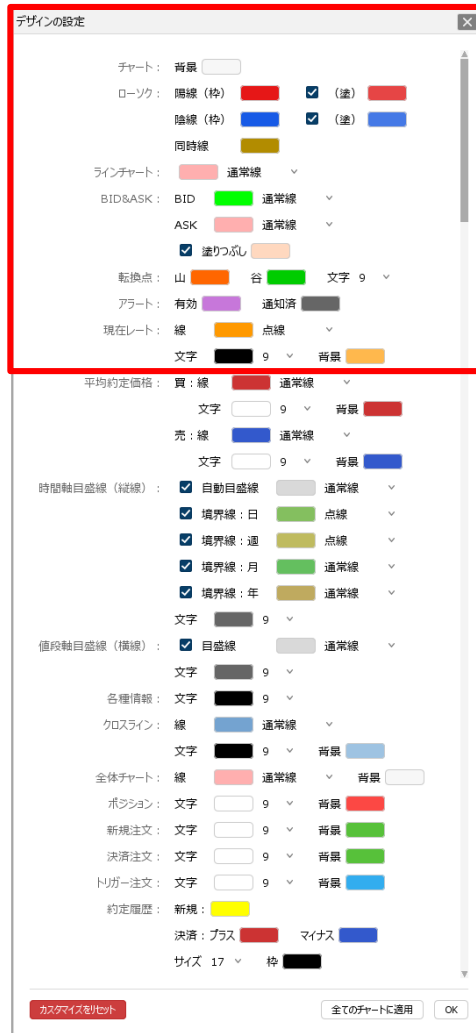 デザインの設定
チャート： 背景
ローソク： 陽線（枠） （塗）
陰線（枠） （塗）
同時線
ラインチャート： 通常線
BID&ASK： BID 通常線
ASK 通常線
塗りつぶし
転換点： 山 谷 文字 9
アラート： 有効 通知済
現在レート： 線 点線
文字 9 背景
平均約定価格： 買：線 通常線
文字 9 背景
売：線 通常線
文字 9 背景
時間軸目盛線（縦線）： 自動目盛線 通常線
境界線：日 点線
境界線：週 点線
境界線：月 通常線
境界線：年 通常線
文字 9
値段軸目盛線（横線）： 目盛線 通常線
文字 9
各種情報： 文字 9
クロスライン： 線 通常線
文字 9 背景
全体チャート： 線 通常線 背景
ポジション： 文字 9 背景
新規注文： 文字 9 背景
決済注文： 文字 9 背景
トリガー注文： 文字 9 背景
約定履歴： 新規：
決済：プラス マイナス
サイズ 17 枠
カスタマイズをリセット 全てのチャートに適用 OK